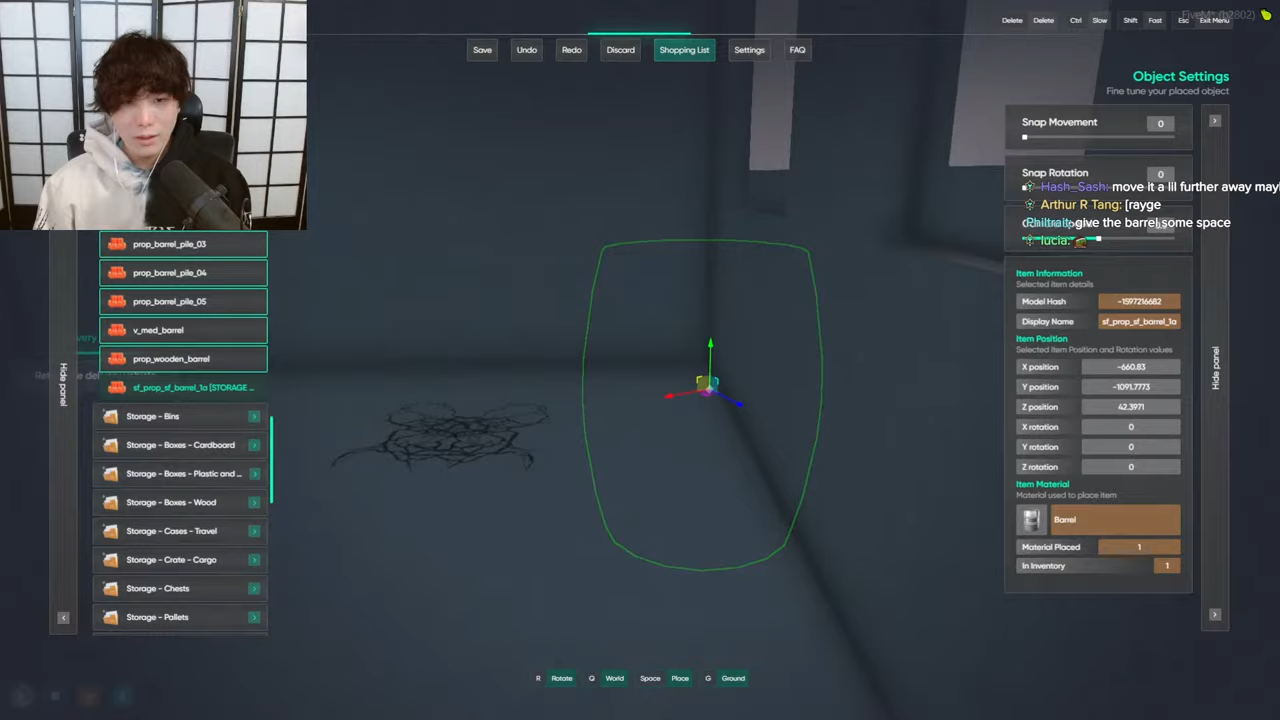 FiveM® (b2802)
Delete Delete Ctrl Slow Shift Fast Esc Exit Menu
Save Undo Redo Discard Shopping List Settings FAQ
Object Settings
Fine tune your placed object
Snap Movement 0
Snap Rotation 0
Hash_Sash: move it a lil further away may
Arthur R Tang: [rayge
Philtrait: give the barrel some space
lucia:
prop_barrel_pile_03
prop_barrel_pile_04
prop_barrel_pile_05
v_med_barrel
prop_wooden_barrel
sf_prop_sf_barrel_1a [STORAGE ...
Storage - Bins
Storage - Boxes - Cardboard
Storage - Boxes - Plastic and ...
Storage - Boxes - Wood
Storage - Cases - Travel
Storage - Crate - Cargo
Storage - Chests
Storage - Pallets
Hide panel
Item Information
Selected item details
Model Hash -1597216682
Display Name sf_prop_sf_barrel_1a
Item Position
Selected Item Position and Rotation values
X position -660.83
Y position -1091.7773
Z position 42.3971
X rotation 0
Y rotation 0
Z rotation 0
Item Material
Material used to place item
Barrel
Material Placed 1
In Inventory 1
Hide panel
R Rotate Q World Space Place G Ground